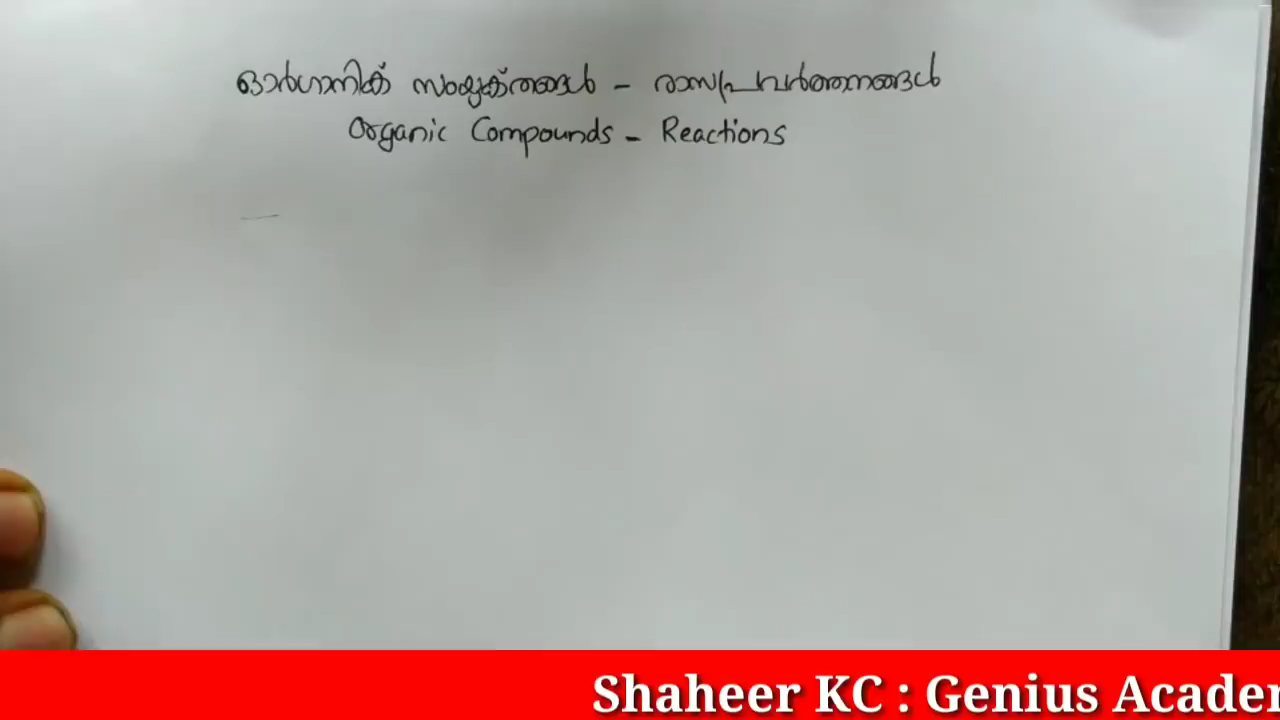 ഓർഗാനിക് സംയുക്തങ്ങൾ - രാസപ്രവർത്തനങ്ങൾ
Organic Compounds - Reactions
Shaheer KC : Genius Acader